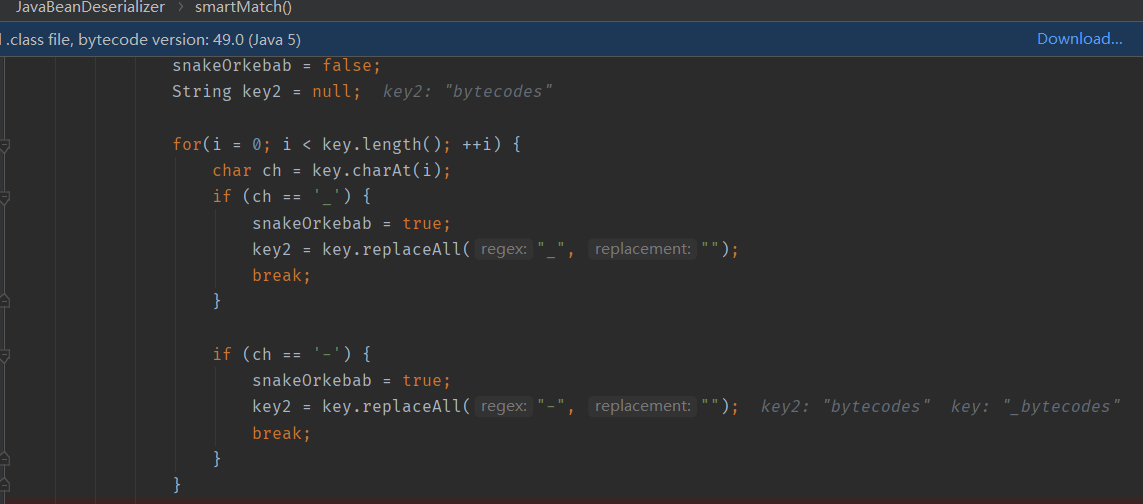 JavaBeanDeserializer › smartMatch()
.class file, bytecode version: 49.0 (Java 5) Download...
snakeOrkebab = false;
String key2 = null; key2: "bytecodes"
for(i = 0; i < key.length(); ++i) {
char ch = key.charAt(i);
if (ch == '_') {
snakeOrkebab = true;
key2 = key.replaceAll( regex: "_", replacement: "");
break;
}
if (ch == '-') {
snakeOrkebab = true;
key2 = key.replaceAll( regex: "-", replacement: ""); key2: "bytecodes" key: "_bytecodes"
break;
}
}